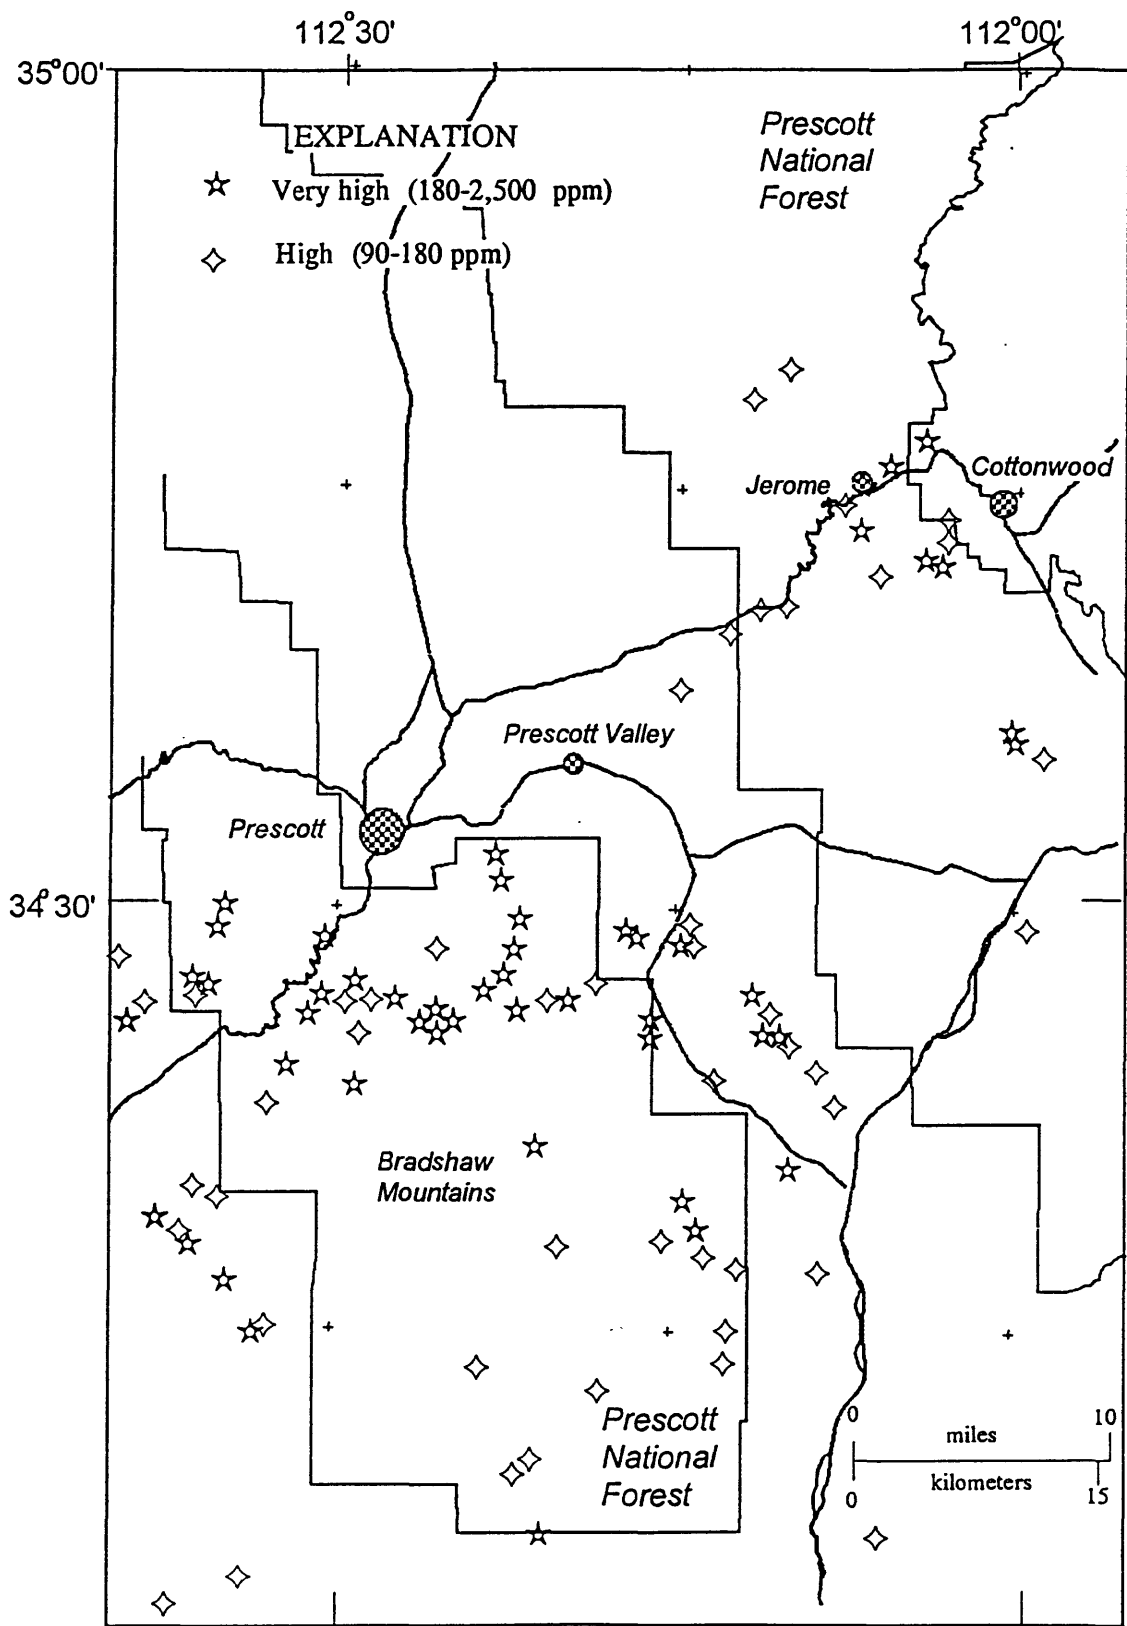 112°30'
112°00'
35°00'
EXPLANATION
Very high (180-2,500 ppm)
High (90-180 ppm)
Prescott
National
Forest
Jerome
Cottonwood
Prescott Valley
Prescott
34°30'
Bradshaw
Mountains
Prescott
National
Forest
0
10
miles
kilometers
0
15